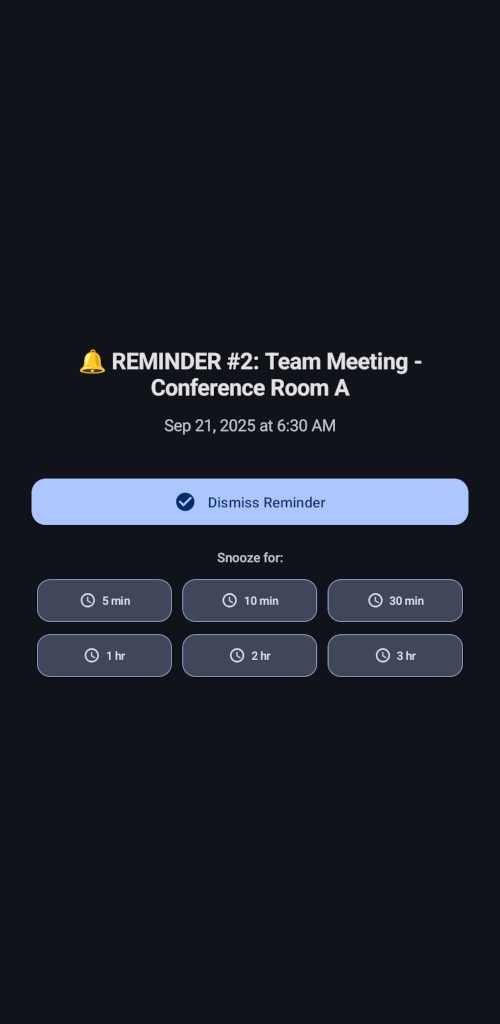 🔔 REMINDER #2: Team Meeting -
Conference Room A
Sep 21, 2025 at 6:30 AM
Dismiss Reminder
Snooze for:
5 min
10 min
30 min
1 hr
2 hr
3 hr